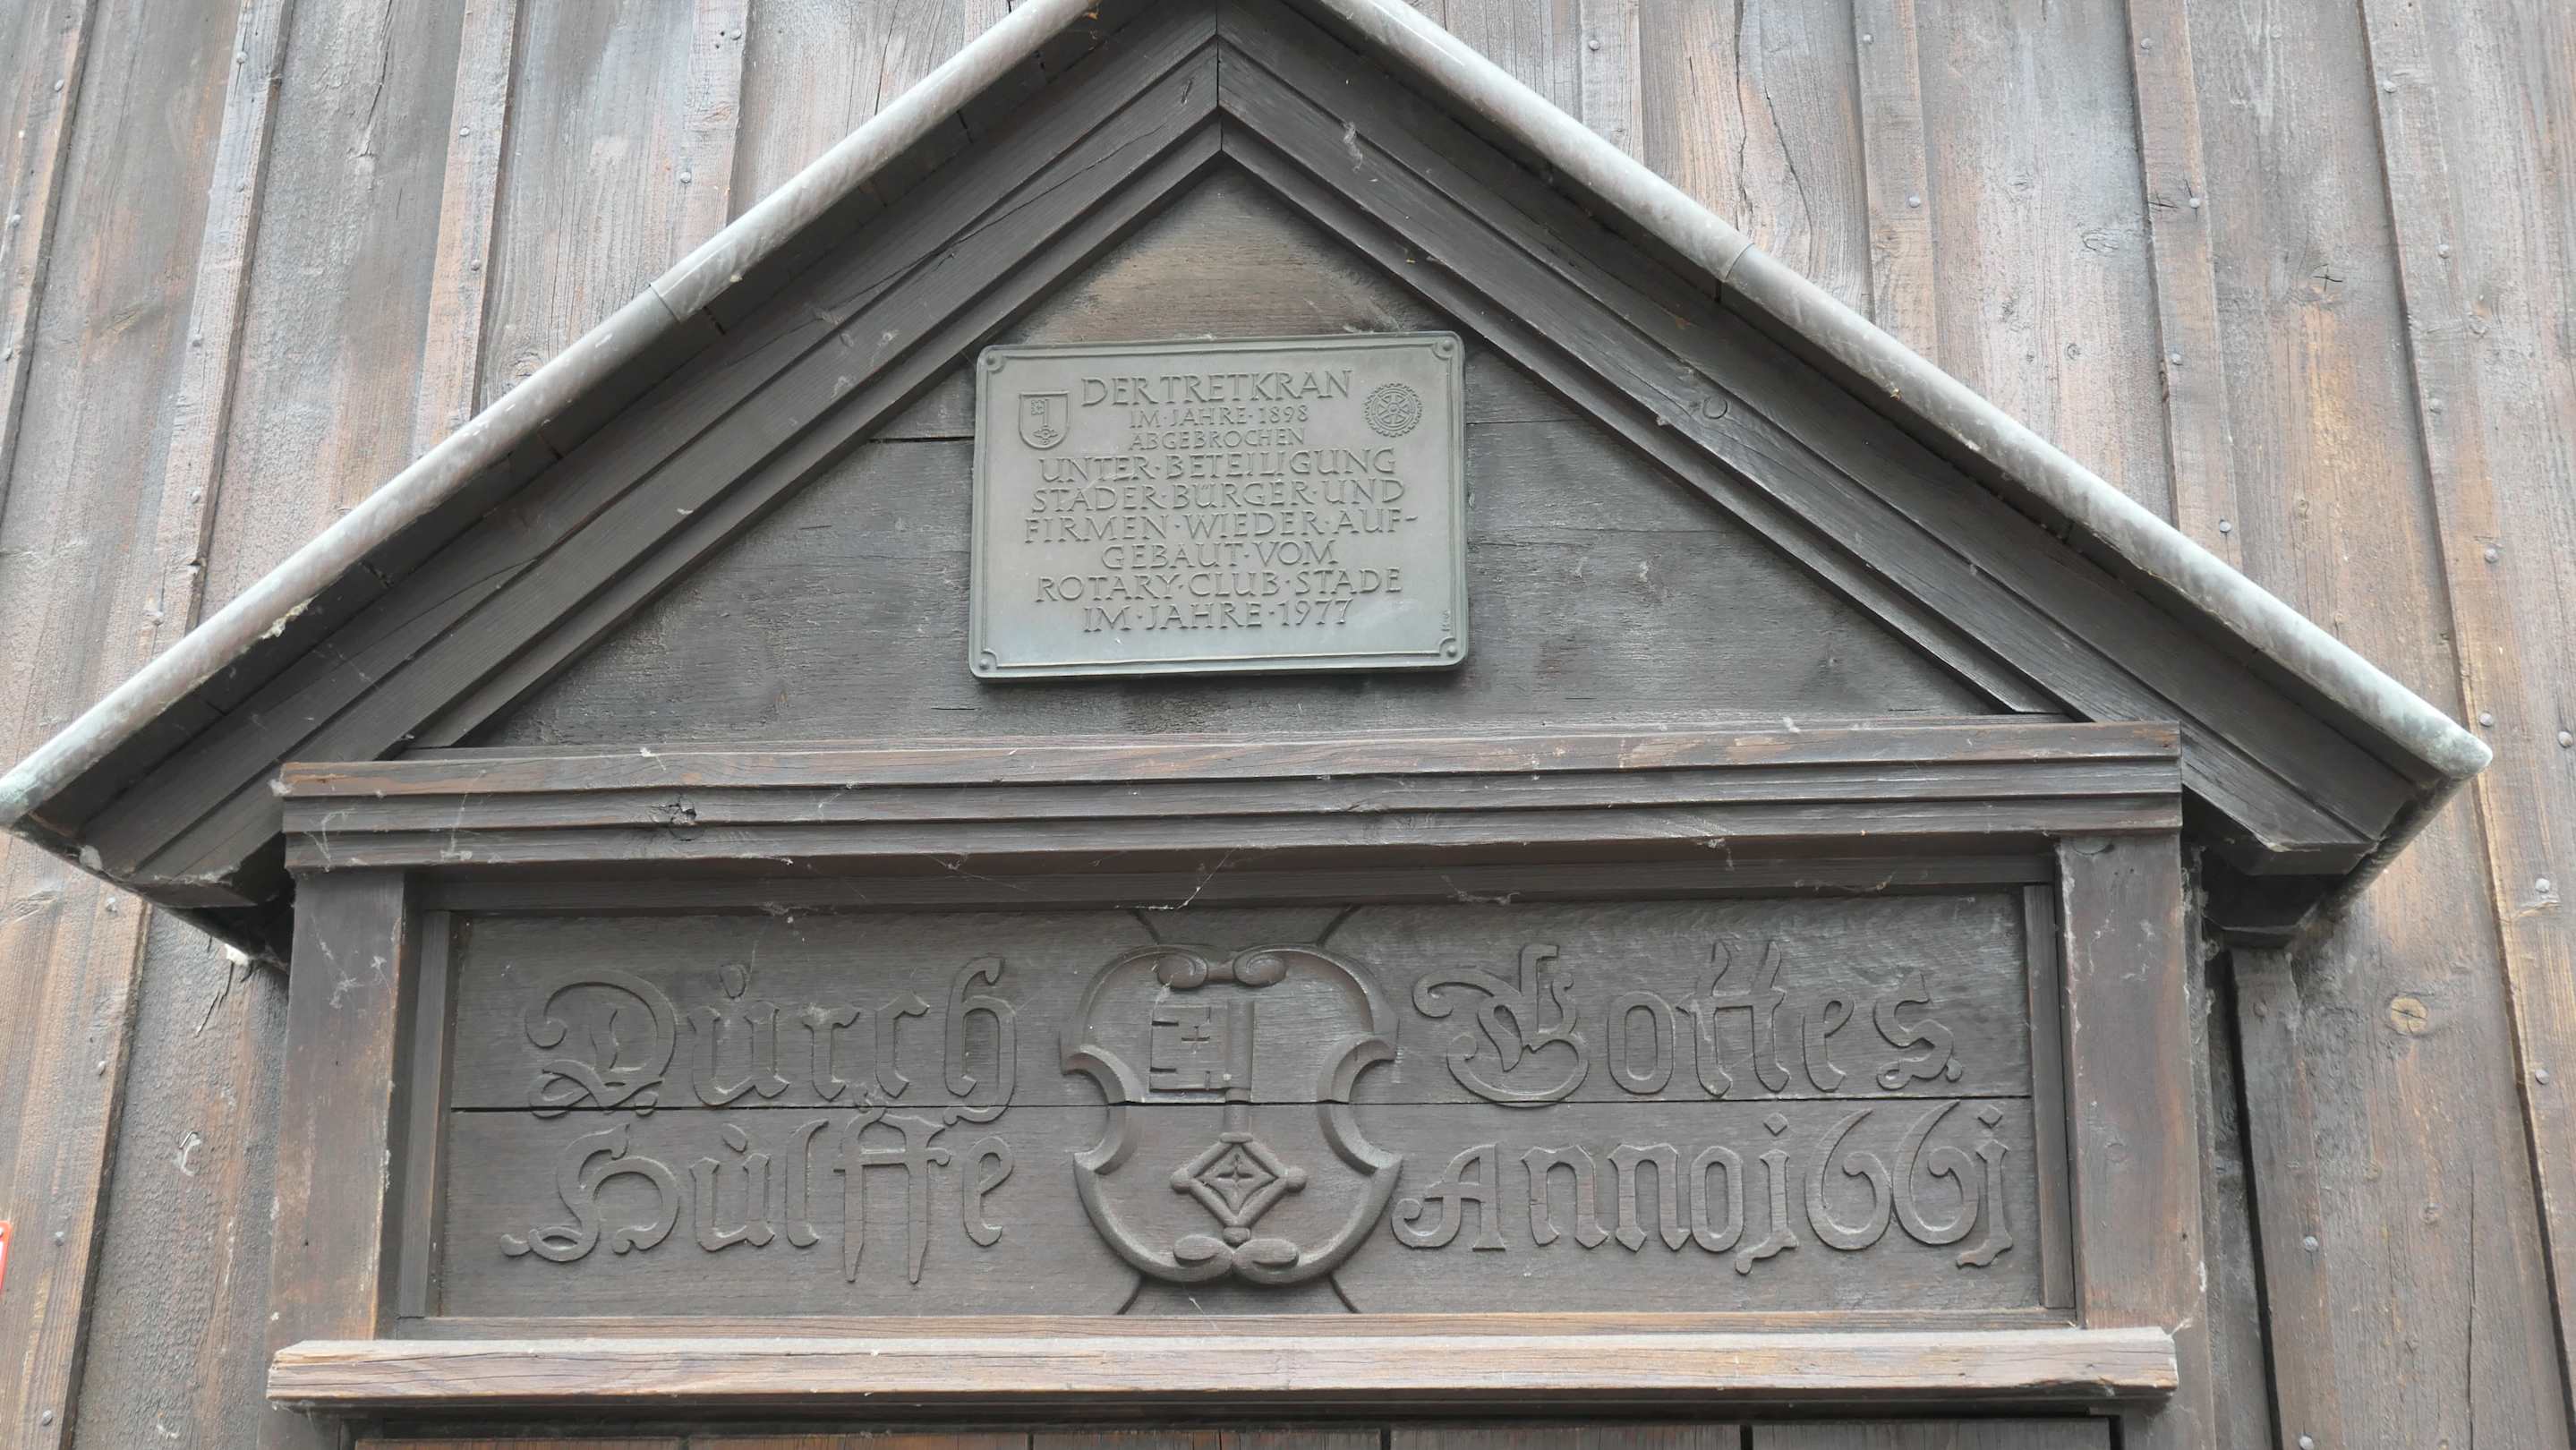 DER TRETKRAN
IM·JAHRE·1898
ABGEBROCHEN
UNTER·BETEILIGUNG
STADER·BÜRGER·UND
FIRMEN·WIEDER·AUF-
GEBAUT·VOM
ROTARY·CLUB·STADE
IM·JAHRE·1977
Dürch Gottes
Hülffe Anno j66j